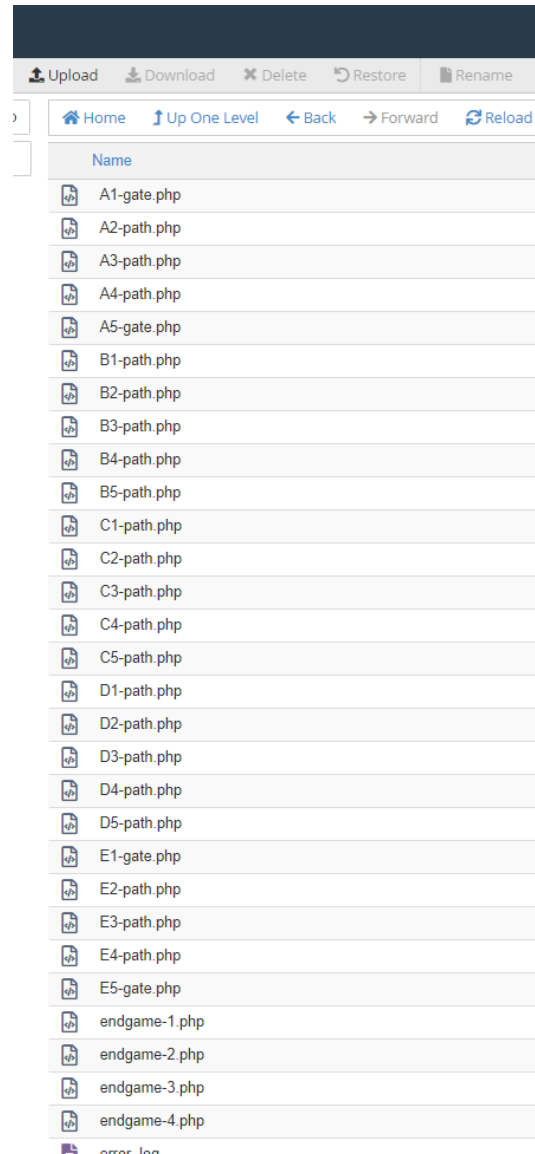 Upload Download Delete Restore Rename
Home Up One Level Back Forward Reload
Name
A1-gate.php
A2-path.php
A3-path.php
A4-path.php
A5-gate.php
B1-path.php
B2-path.php
B3-path.php
B4-path.php
B5-path.php
C1-path.php
C2-path.php
C3-path.php
C4-path.php
C5-path.php
D1-path.php
D2-path.php
D3-path.php
D4-path.php
D5-path.php
E1-gate.php
E2-path.php
E3-path.php
E4-path.php
E5-gate.php
endgame-1.php
endgame-2.php
endgame-3.php
endgame-4.php
error_log